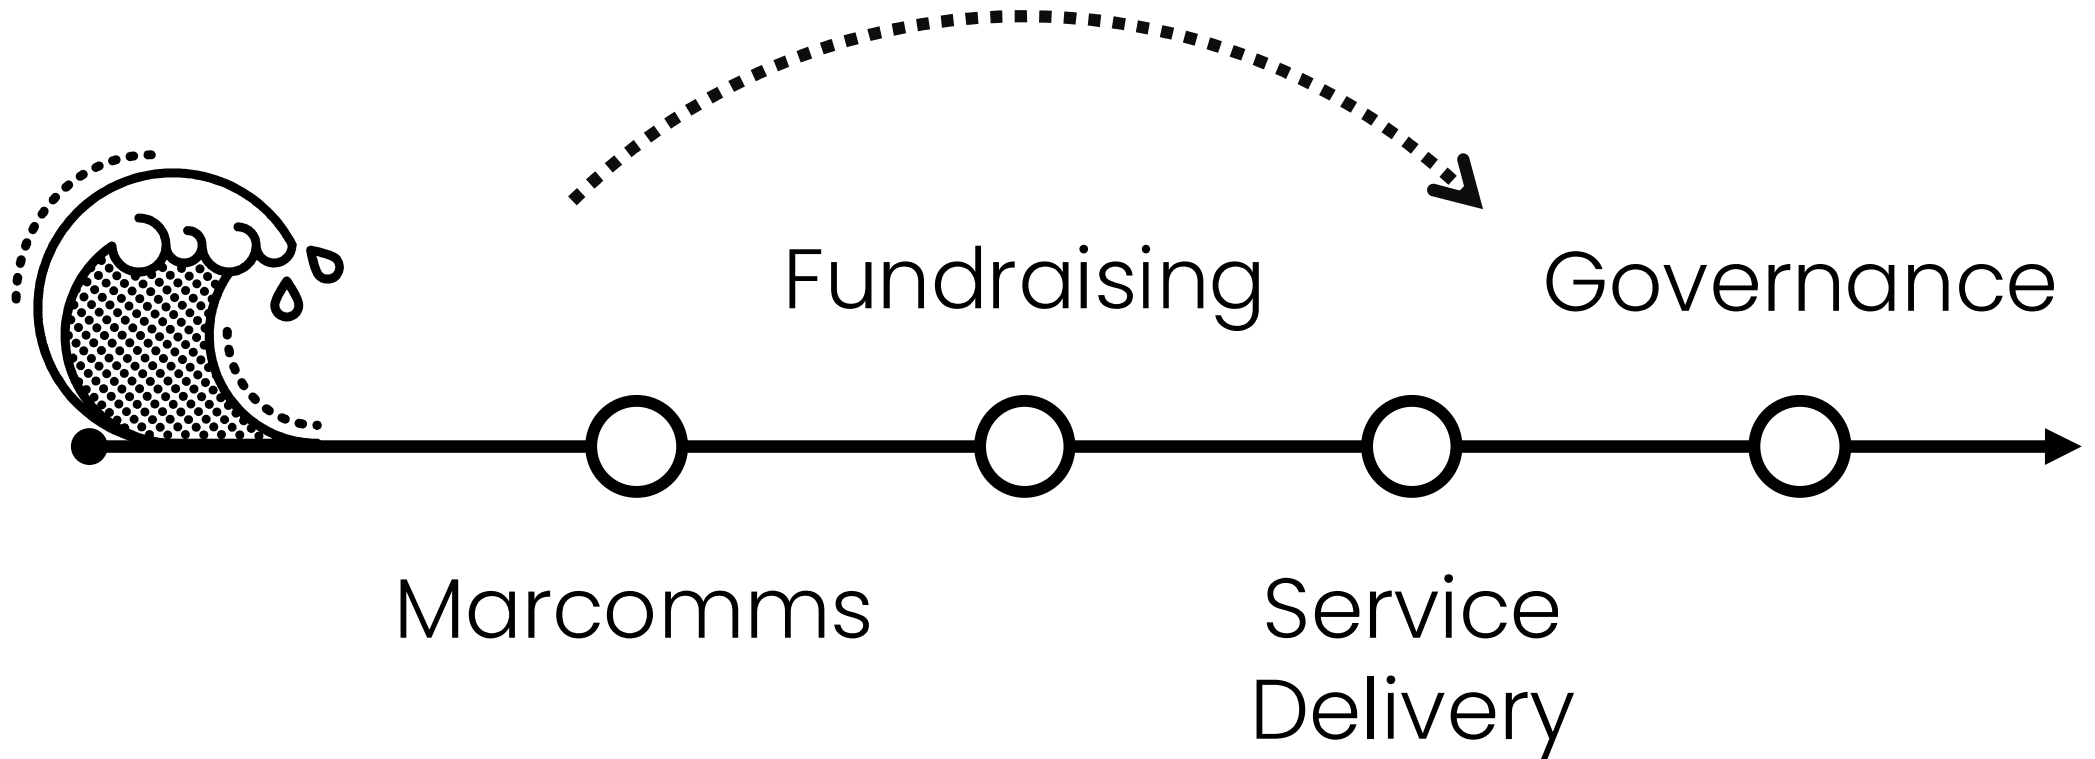 Fundraising
Governance
Marcomms
Service
Delivery